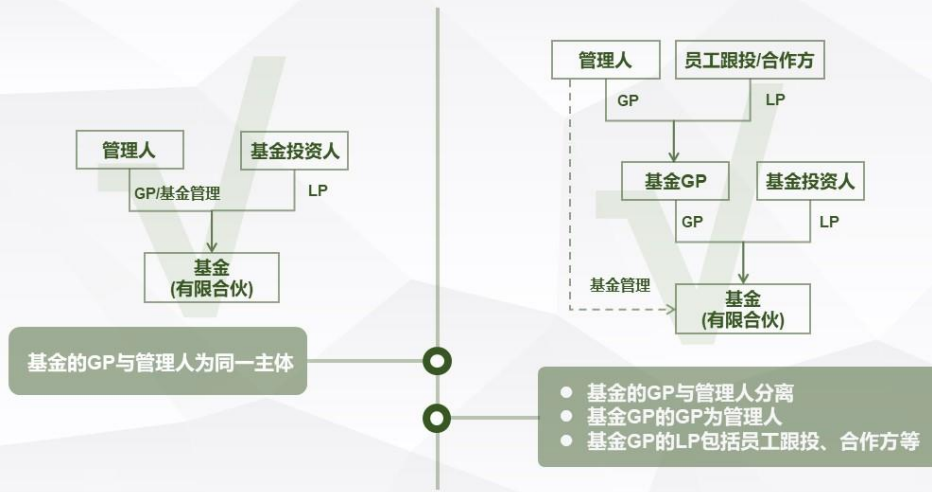 管理人
基金投资人
GP/基金管理
LP
基金
(有限合伙)
基金的GP与管理人为同一主体
管理人
员工跟投/合作方
GP
LP
基金GP
基金投资人
GP
LP
基金管理
基金
(有限合伙)
基金的GP与管理人分离
基金GP的GP为管理人
基金GP的LP包括员工跟投、合作方等